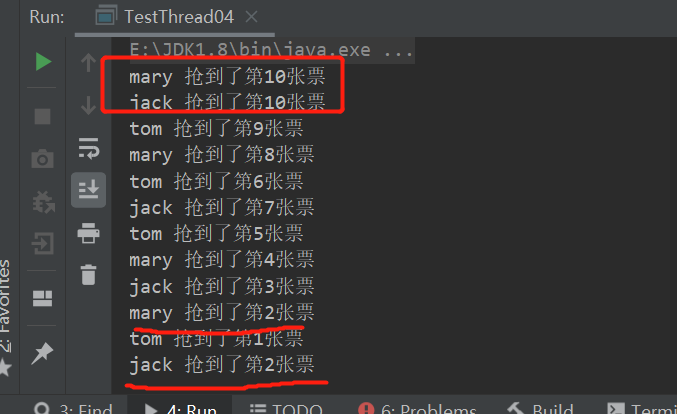 Run: TestThread04
E:\JDK1.8\bin\java.exe ...
mary 抢到了第10张票
jack 抢到了第10张票
tom 抢到了第9张票
mary 抢到了第8张票
tom 抢到了第6张票
jack 抢到了第7张票
tom 抢到了第5张票
mary 抢到了第4张票
jack 抢到了第3张票
mary 抢到了第2张票
tom 抢到了第1张票
jack 抢到了第2张票
2: Favorites
3: Find 4: Run TODO 6: Problems Build Termi